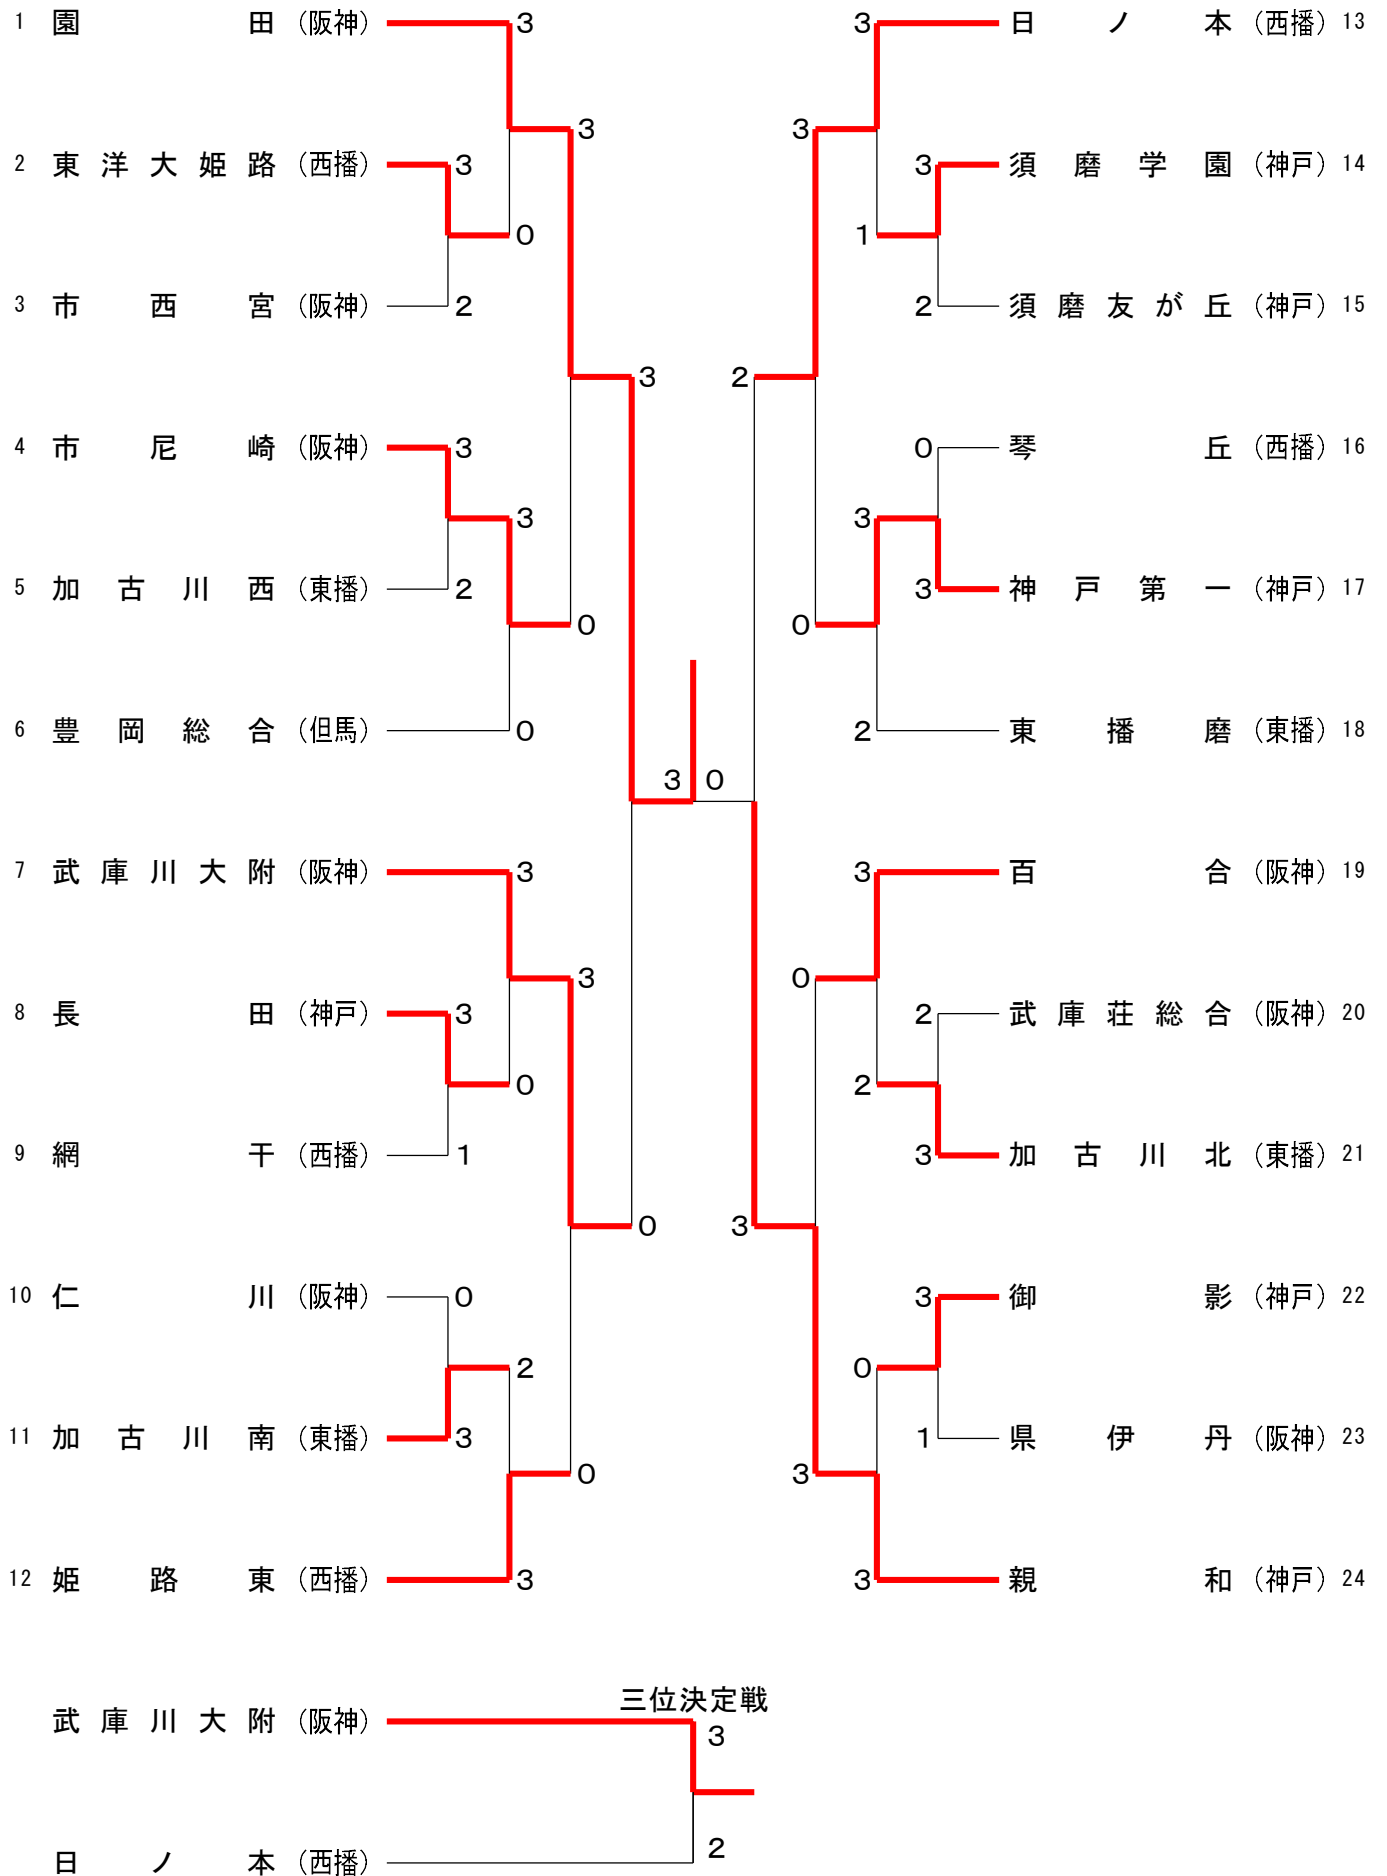 1 園田 (阪神) 3 3 日ノ本 (西播) 13
3 3
2 東洋大姫路 (西播) 3 3 須磨学園 (神戸) 14
0 1
3 市西宮 (阪神) 2 2 須磨友が丘 (神戸) 15
3 2
4 市尼崎 (阪神) 3 0 琴丘 (西播) 16
3 3
5 加古川西 (東播) 2 3 神戸第一 (神戸) 17
0 0
6 豊岡総合 (但馬) 0 2 東播磨 (東播) 18
3 0
7 武庫川大附 (阪神) 3 3 百合 (阪神) 19
3 0
8 長田 (神戸) 3 2 武庫荘総合 (阪神) 20
0 2
9 網干 (西播) 1 3 加古川北 (東播) 21
0 3
10 仁川 (阪神) 0 3 御影 (神戸) 22
2 0
11 加古川南 (東播) 3 1 県伊丹 (阪神) 23
0 3
12 姫路東 (西播) 3 3 親和 (神戸) 24
三位決定戦
武庫川大附 (阪神) 3
日ノ本 (西播) 2